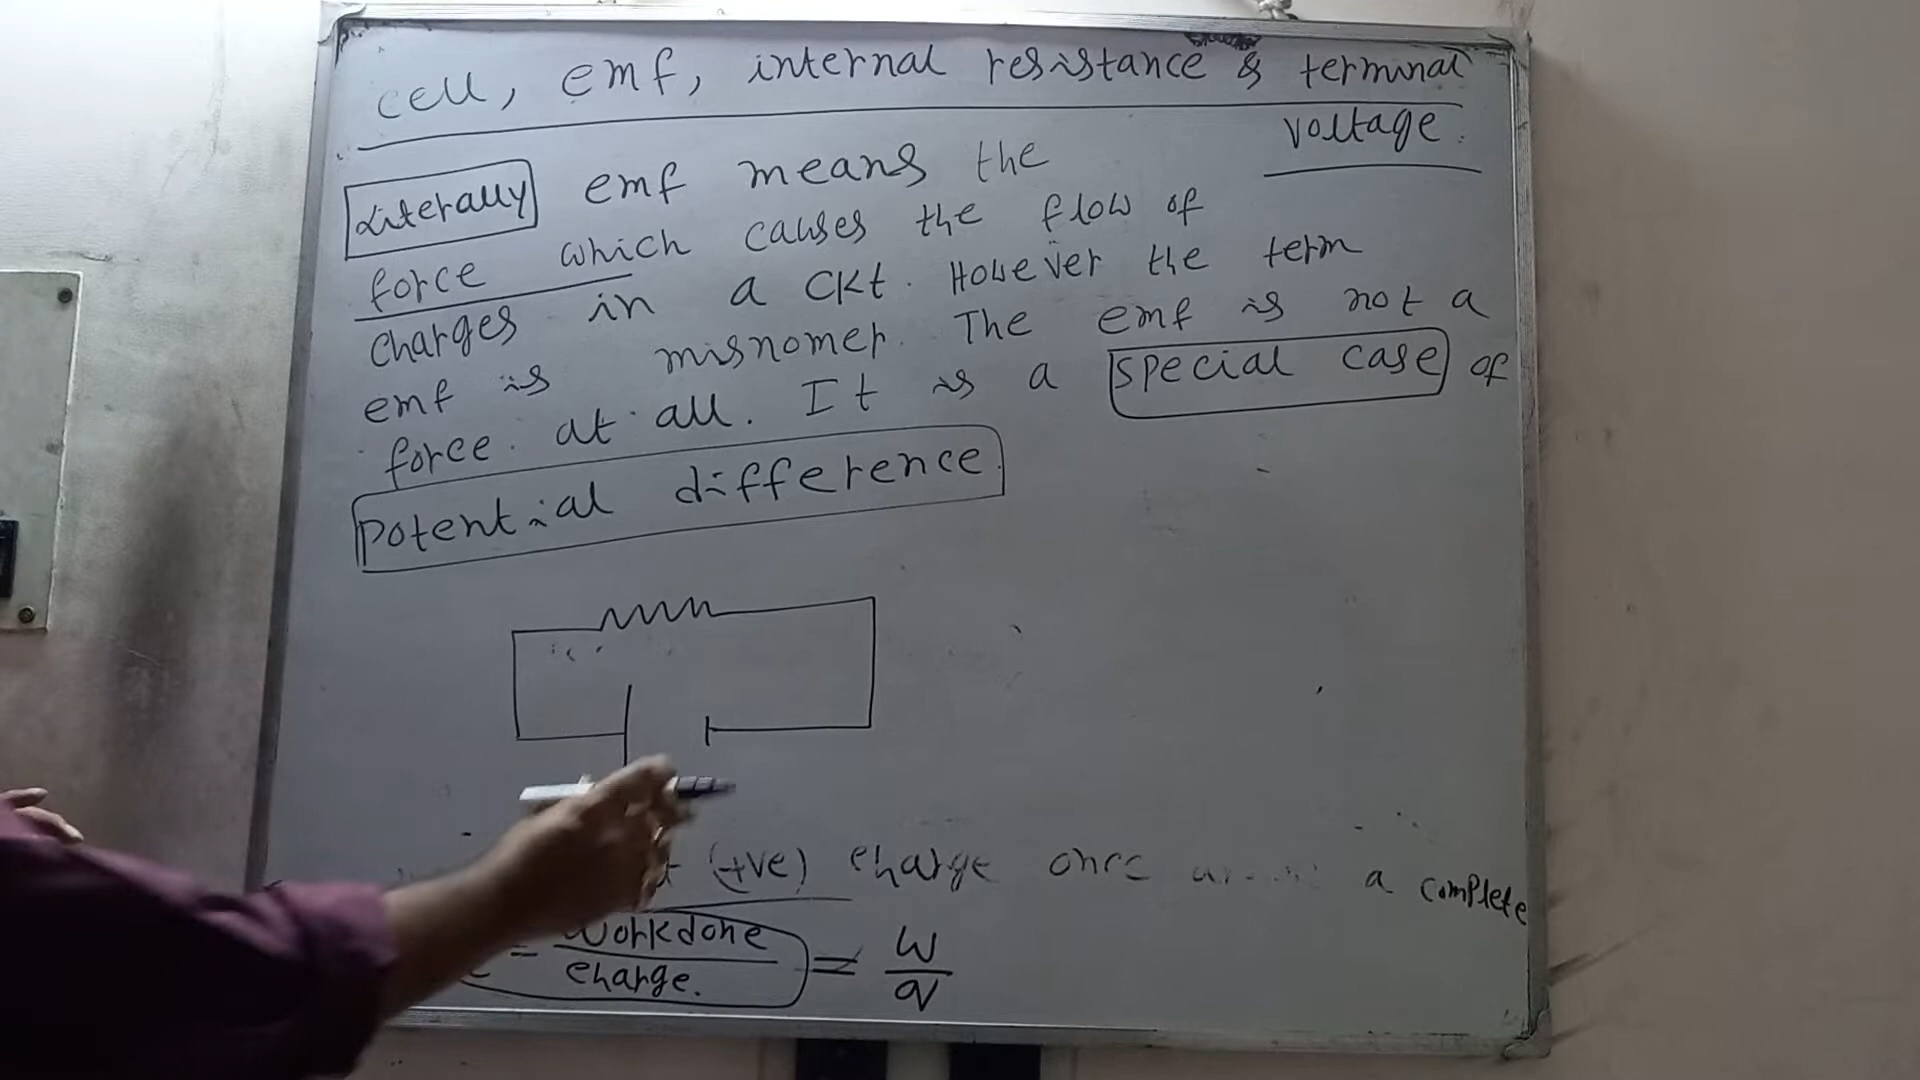 cell, emf, internal resistance & terminal
voltage.
Literally emf means the
force which causes the flow of
charges in a ckt. However the term
emf is misnomer. The emf is not a
force. at all. It is a special case of
Potential difference.
(+ve) charge once a complete
= Workdone / charge. = W / q